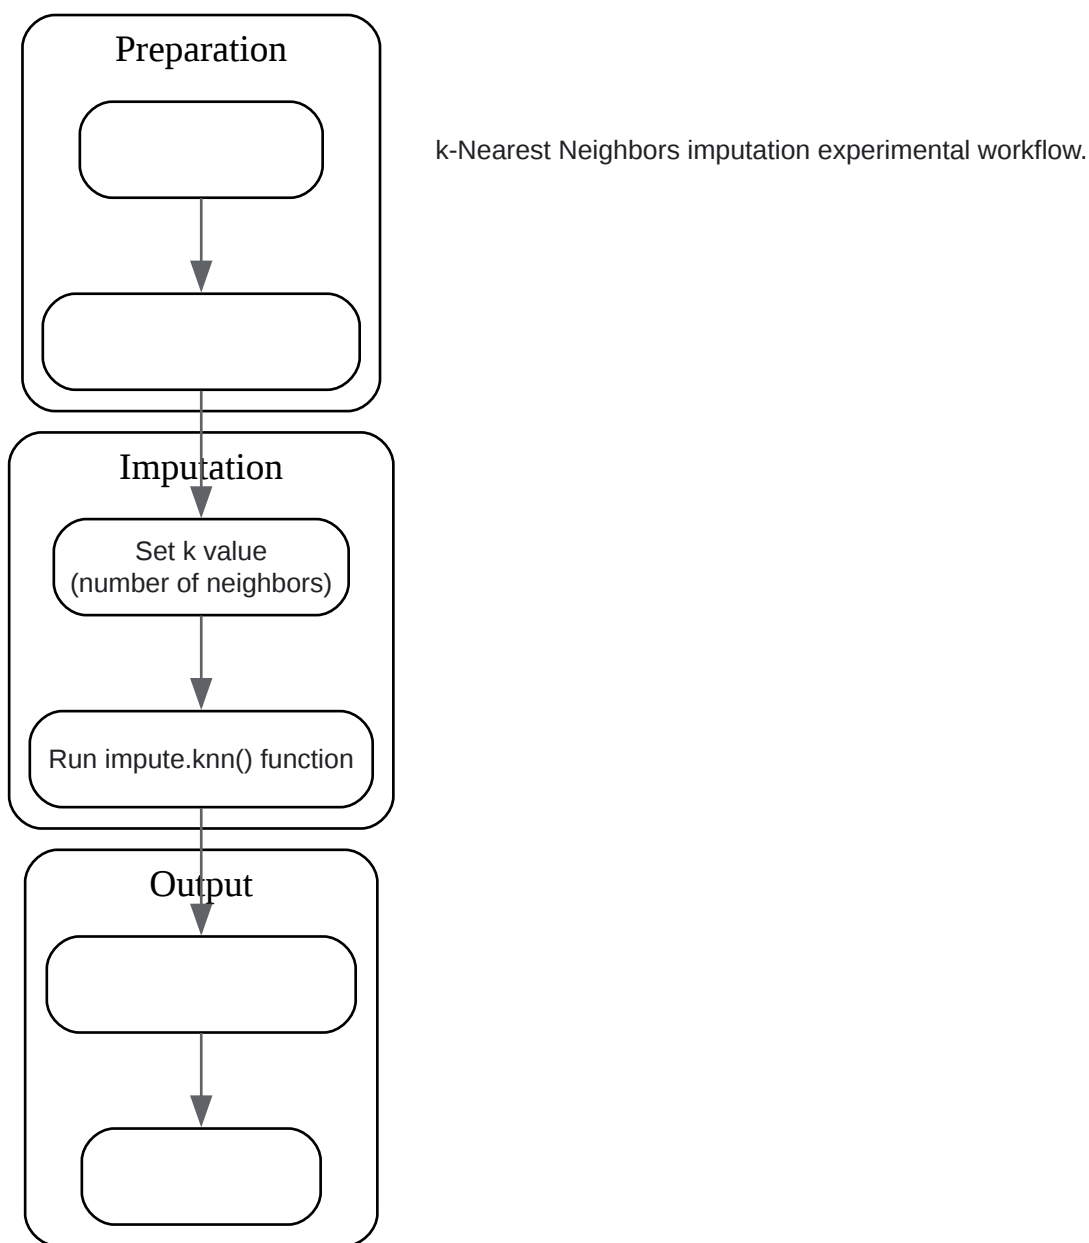 Preparation
k-Nearest Neighbors imputation experimental workflow.
Imputation
Set k value
(number of neighbors)
Run impute.knn() function
Output